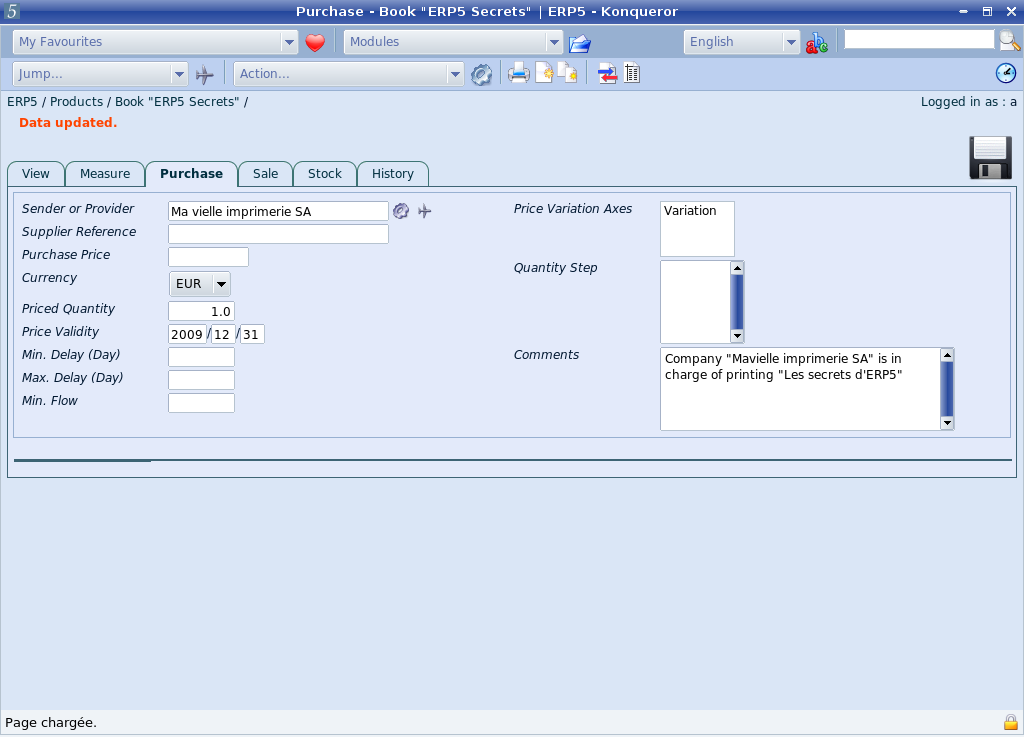 5 Purchase - Book "ERP5 Secrets" | ERP5 - Konqueror
My Favourites Modules English
Jump... Action...
ERP5 / Products / Book "ERP5 Secrets" / Logged in as : a
Data updated.
View Measure Purchase Sale Stock History
Sender or Provider Ma vielle imprimerie SA
Supplier Reference
Purchase Price
Currency EUR
Priced Quantity 1.0
Price Validity 2009/12/31
Min. Delay (Day)
Max. Delay (Day)
Min. Flow
Price Variation Axes Variation
Quantity Step
Comments Company "Mavielle imprimerie SA" is in
charge of printing "Les secrets d'ERP5"
Page chargée.